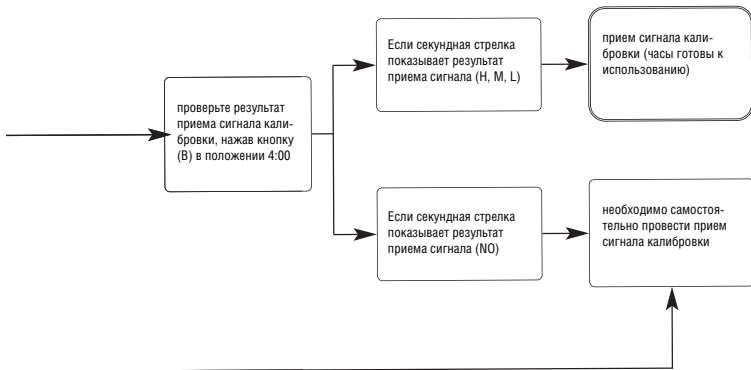 проверьте результат
приема сигнала кали-
бровки, нажав кнопку
(B) в положении 4:00
Если секундная стрелка
показывает результат
приема сигнала (H, M, L)
прием сигнала кали-
бровки (часы готовы к
использованию)
Если секундная стрелка
показывает результат
приема сигнала (NO)
необходимо самостоя-
тельно провести прием
сигнала калибровки